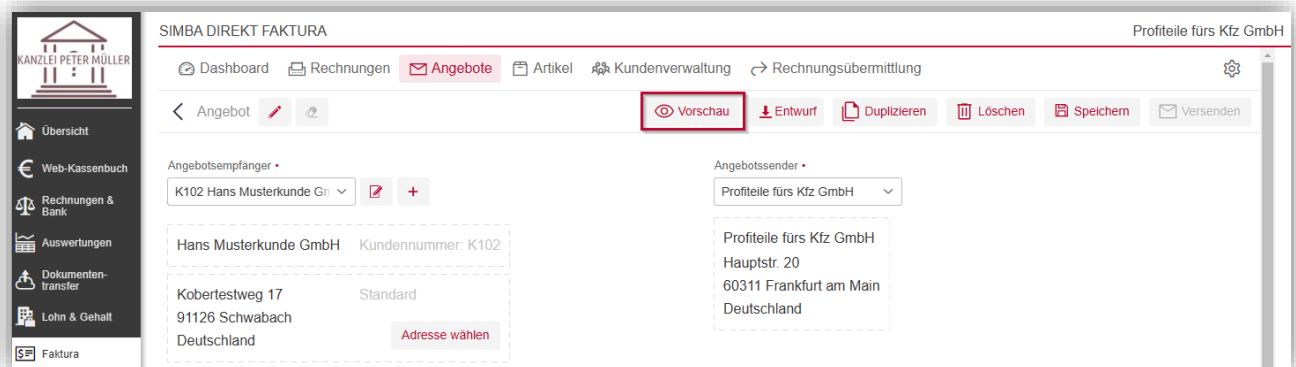 KANZLEI PETER MÜLLER
Übersicht
Web-Kassenbuch
Rechnungen &
Bank
Auswertungen
Dokumenten-
transfer
Lohn & Gehalt
Faktura
SIMBA DIREKT FAKTURA
Profiteile fürs Kfz GmbH
Dashboard
Rechnungen
Angebote
Artikel
Kundenverwaltung
Rechnungsübermittlung
Angebot
Vorschau
Entwurf
Duplizieren
Löschen
Speichern
Versenden
Angebotsempfänger •
K102 Hans Musterkunde Gm
Hans Musterkunde GmbH
Kundennummer: K102
Kobertestweg 17
Standard
91126 Schwabach
Deutschland
Adresse wählen
Angebotssender •
Profiteile fürs Kfz GmbH
Profiteile fürs Kfz GmbH
Hauptstr. 20
60311 Frankfurt am Main
Deutschland